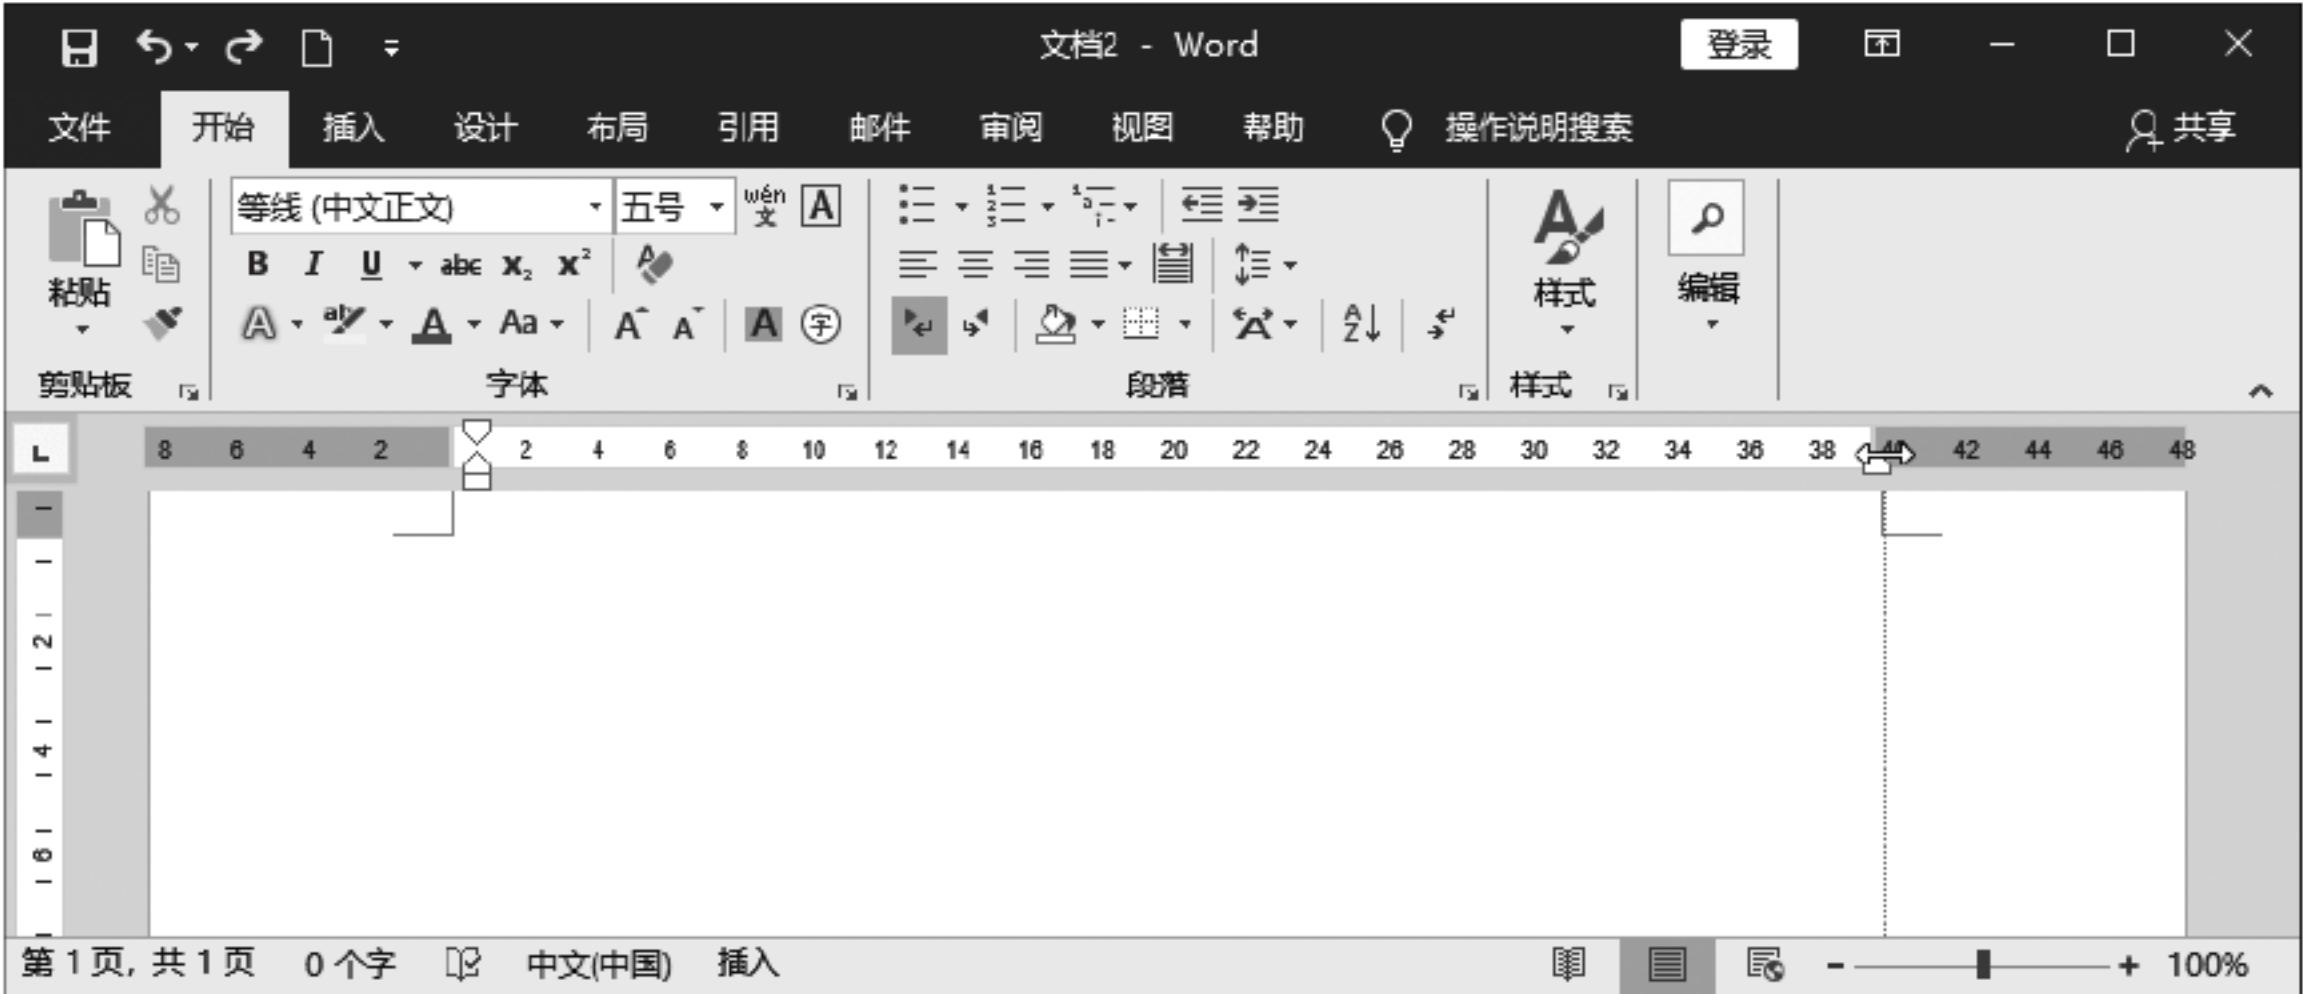 文档2 - Word
登录
文件 开始 插入 设计 布局 引用 邮件 审阅 视图 帮助 操作说明搜索 共享
等线 (中文正文) 五号 wén 文 A
B I U abc x₂ x² A
粘贴
A aby A Aa A A A 字
A A Z
样式
编辑
剪贴板 字体 段落 样式
L 8 6 4 2 2 4 6 8 10 12 14 16 18 20 22 24 26 28 30 32 34 36 38 40 42 44 46 48
2
4
6
第 1 页, 共 1 页 0 个字 中文(中国) 插入 100%